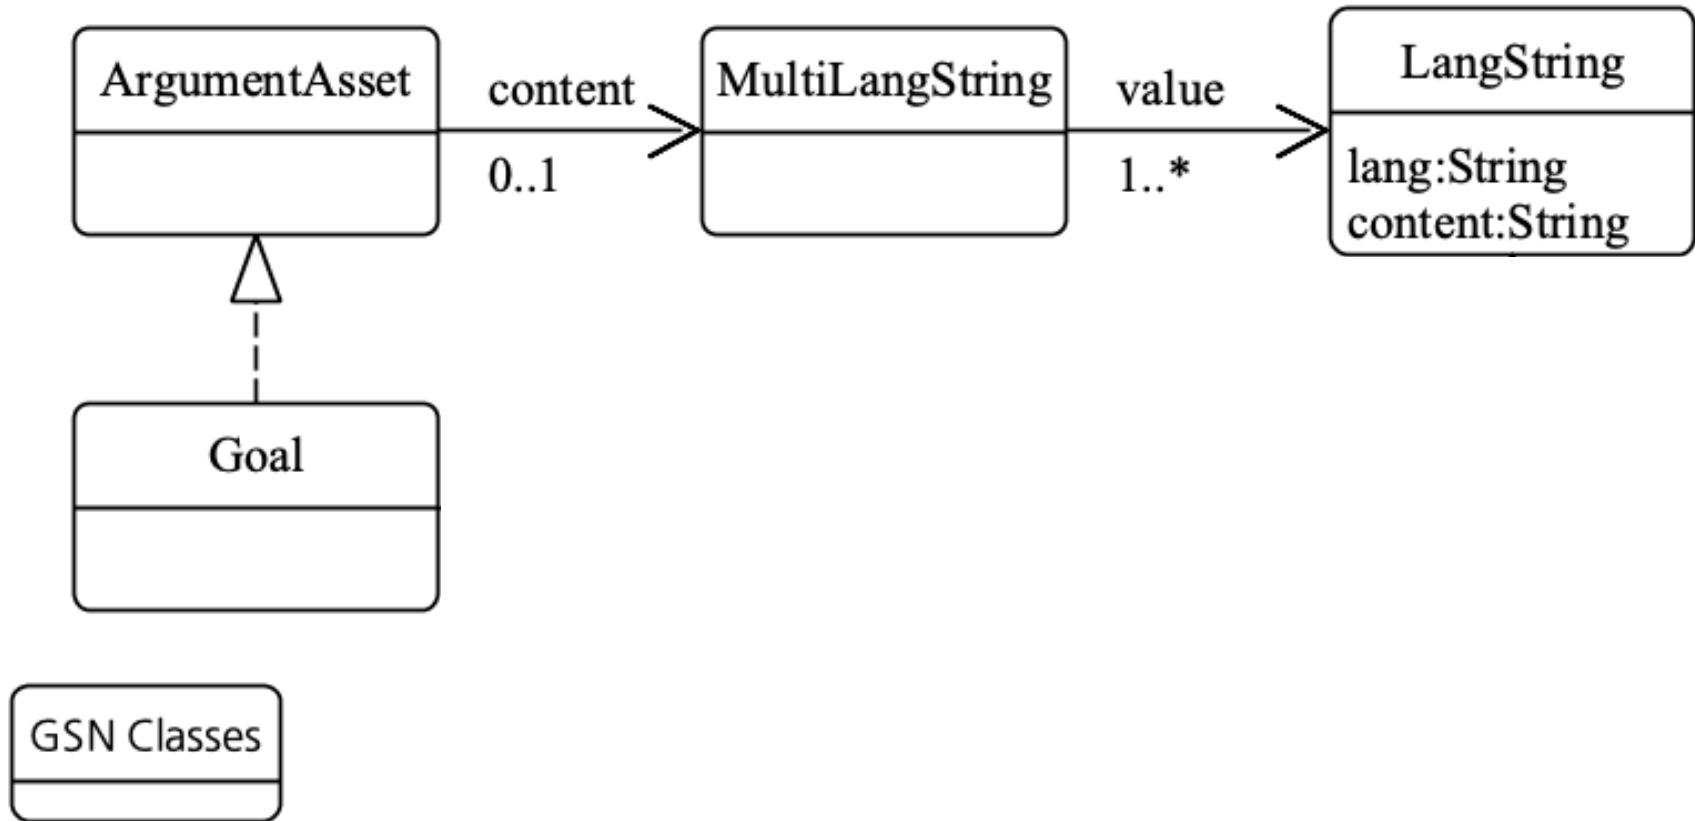 ArgumentAsset
content
0..1
MultiLangString
value
1..*
LangString
lang:String
content:String
Goal
GSN Classes